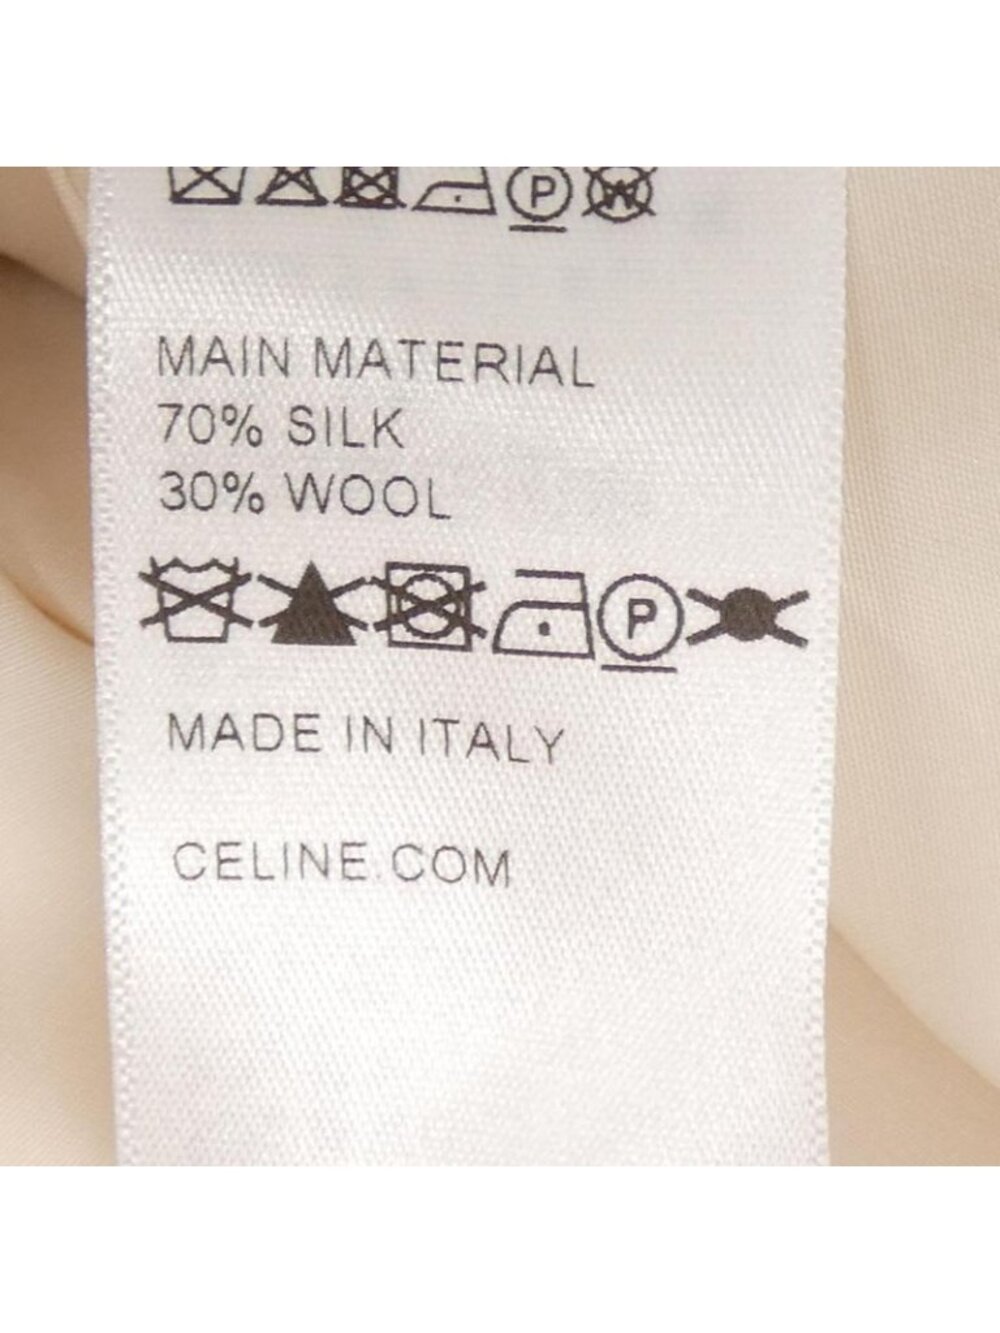 P W
MAIN MATERIAL
70% SILK
30% WOOL
P
MADE IN ITALY
CELINE.COM